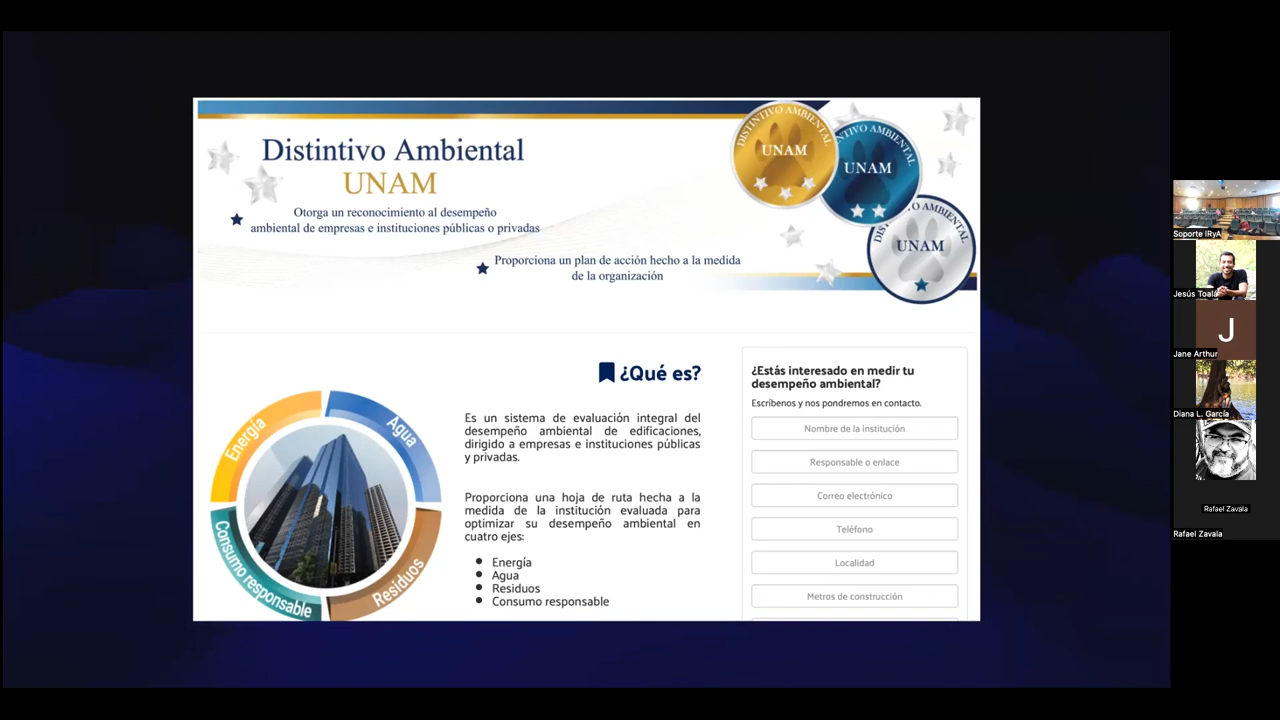 Distintivo Ambiental
UNAM
Otorga un reconocimiento al desempeño
ambiental de empresas e instituciones públicas o privadas
Proporciona un plan de acción hecho a la medida
de la organización
DISTINTIVO AMBIENTAL
UNAM
NTIVO AMBIENTAL
UNAM
DIS O AMBIENTAL
UNAM
¿Qué es?
Energía
Agua
Consumo responsable
Residuos
Es un sistema de evaluación integral del
desempeño ambiental de edificaciones,
dirigido a empresas e instituciones públicas
y privadas.
Proporciona una hoja de ruta hecha a la
medida de la institución evaluada para
optimizar su desempeño ambiental en
cuatro ejes:
Energía
Agua
Residuos
Consumo responsable
¿Estás interesado en medir tu
desempeño ambiental?
Escríbenos y nos pondremos en contacto.
Nombre de la institución
Responsable o enlace
Correo electrónico
Teléfono
Localidad
Metros de construcción
Soporte IRyA
Jesús Toalá
J
Jane Arthur
Diana L. García
Rafael Zavala
Rafael Zavala